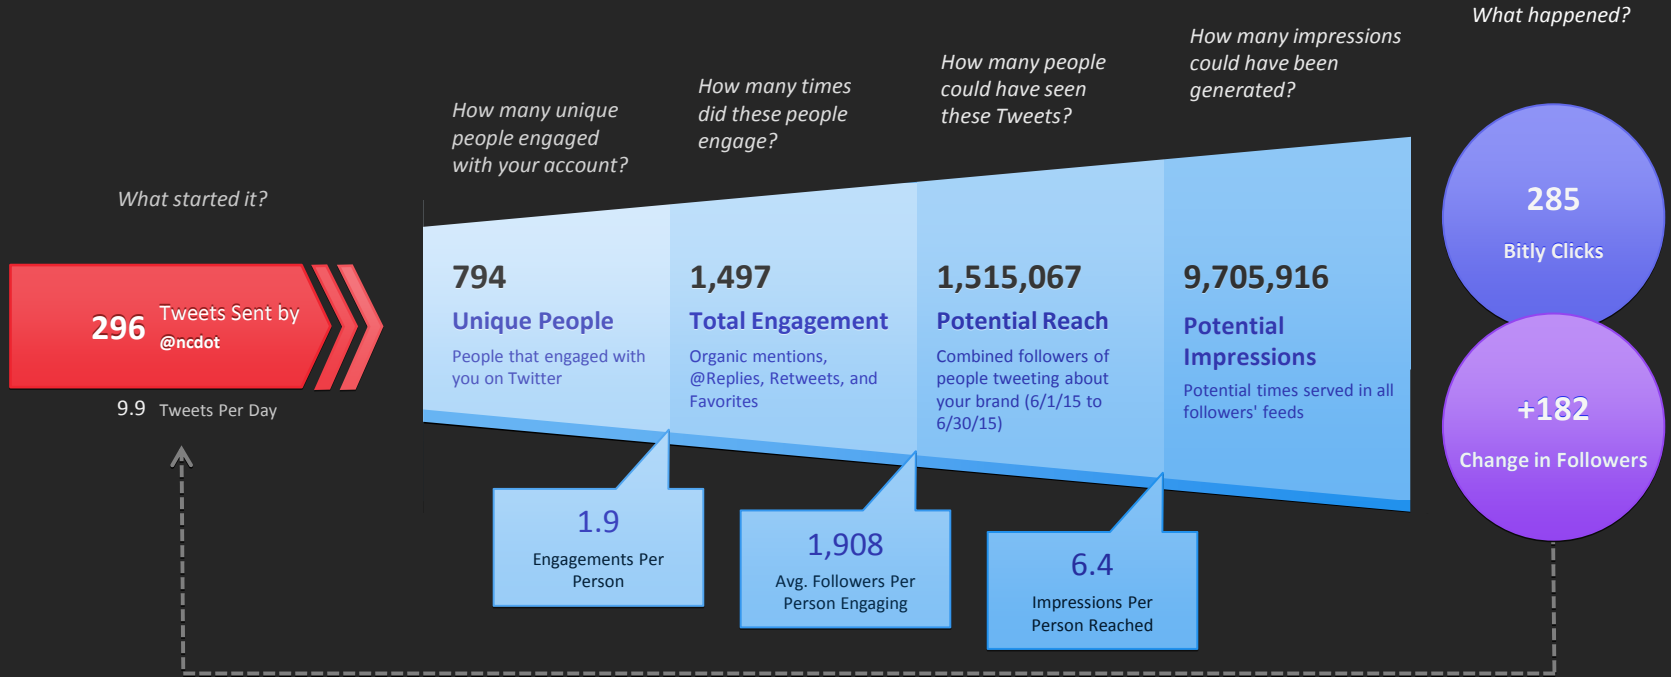 What started it?
296
Tweets Sent by
@ncdot
9.9 Tweets Per Day
How many unique
people engaged
with your account?
794
Unique People
People that engaged with
you on Twitter
1.9
Engagements Per
Person
How many times
did these people
engage?
1,497
Total Engagement
Organic mentions,
@Replies, Retweets, and
Favorites
1,908
Avg. Followers Per
Person Engaging
How many people
could have seen
these Tweets?
1,515,067
Potential Reach
Combined followers of
people tweeting about
your brand (6/1/15 to
6/30/15)
6.4
Impressions Per
Person Reached
How many impressions
could have been
generated?
9,705,916
Potential
Impressions
Potential times served in all
followers' feeds
What happened?
285
Bitly Clicks
+182
Change in Followers